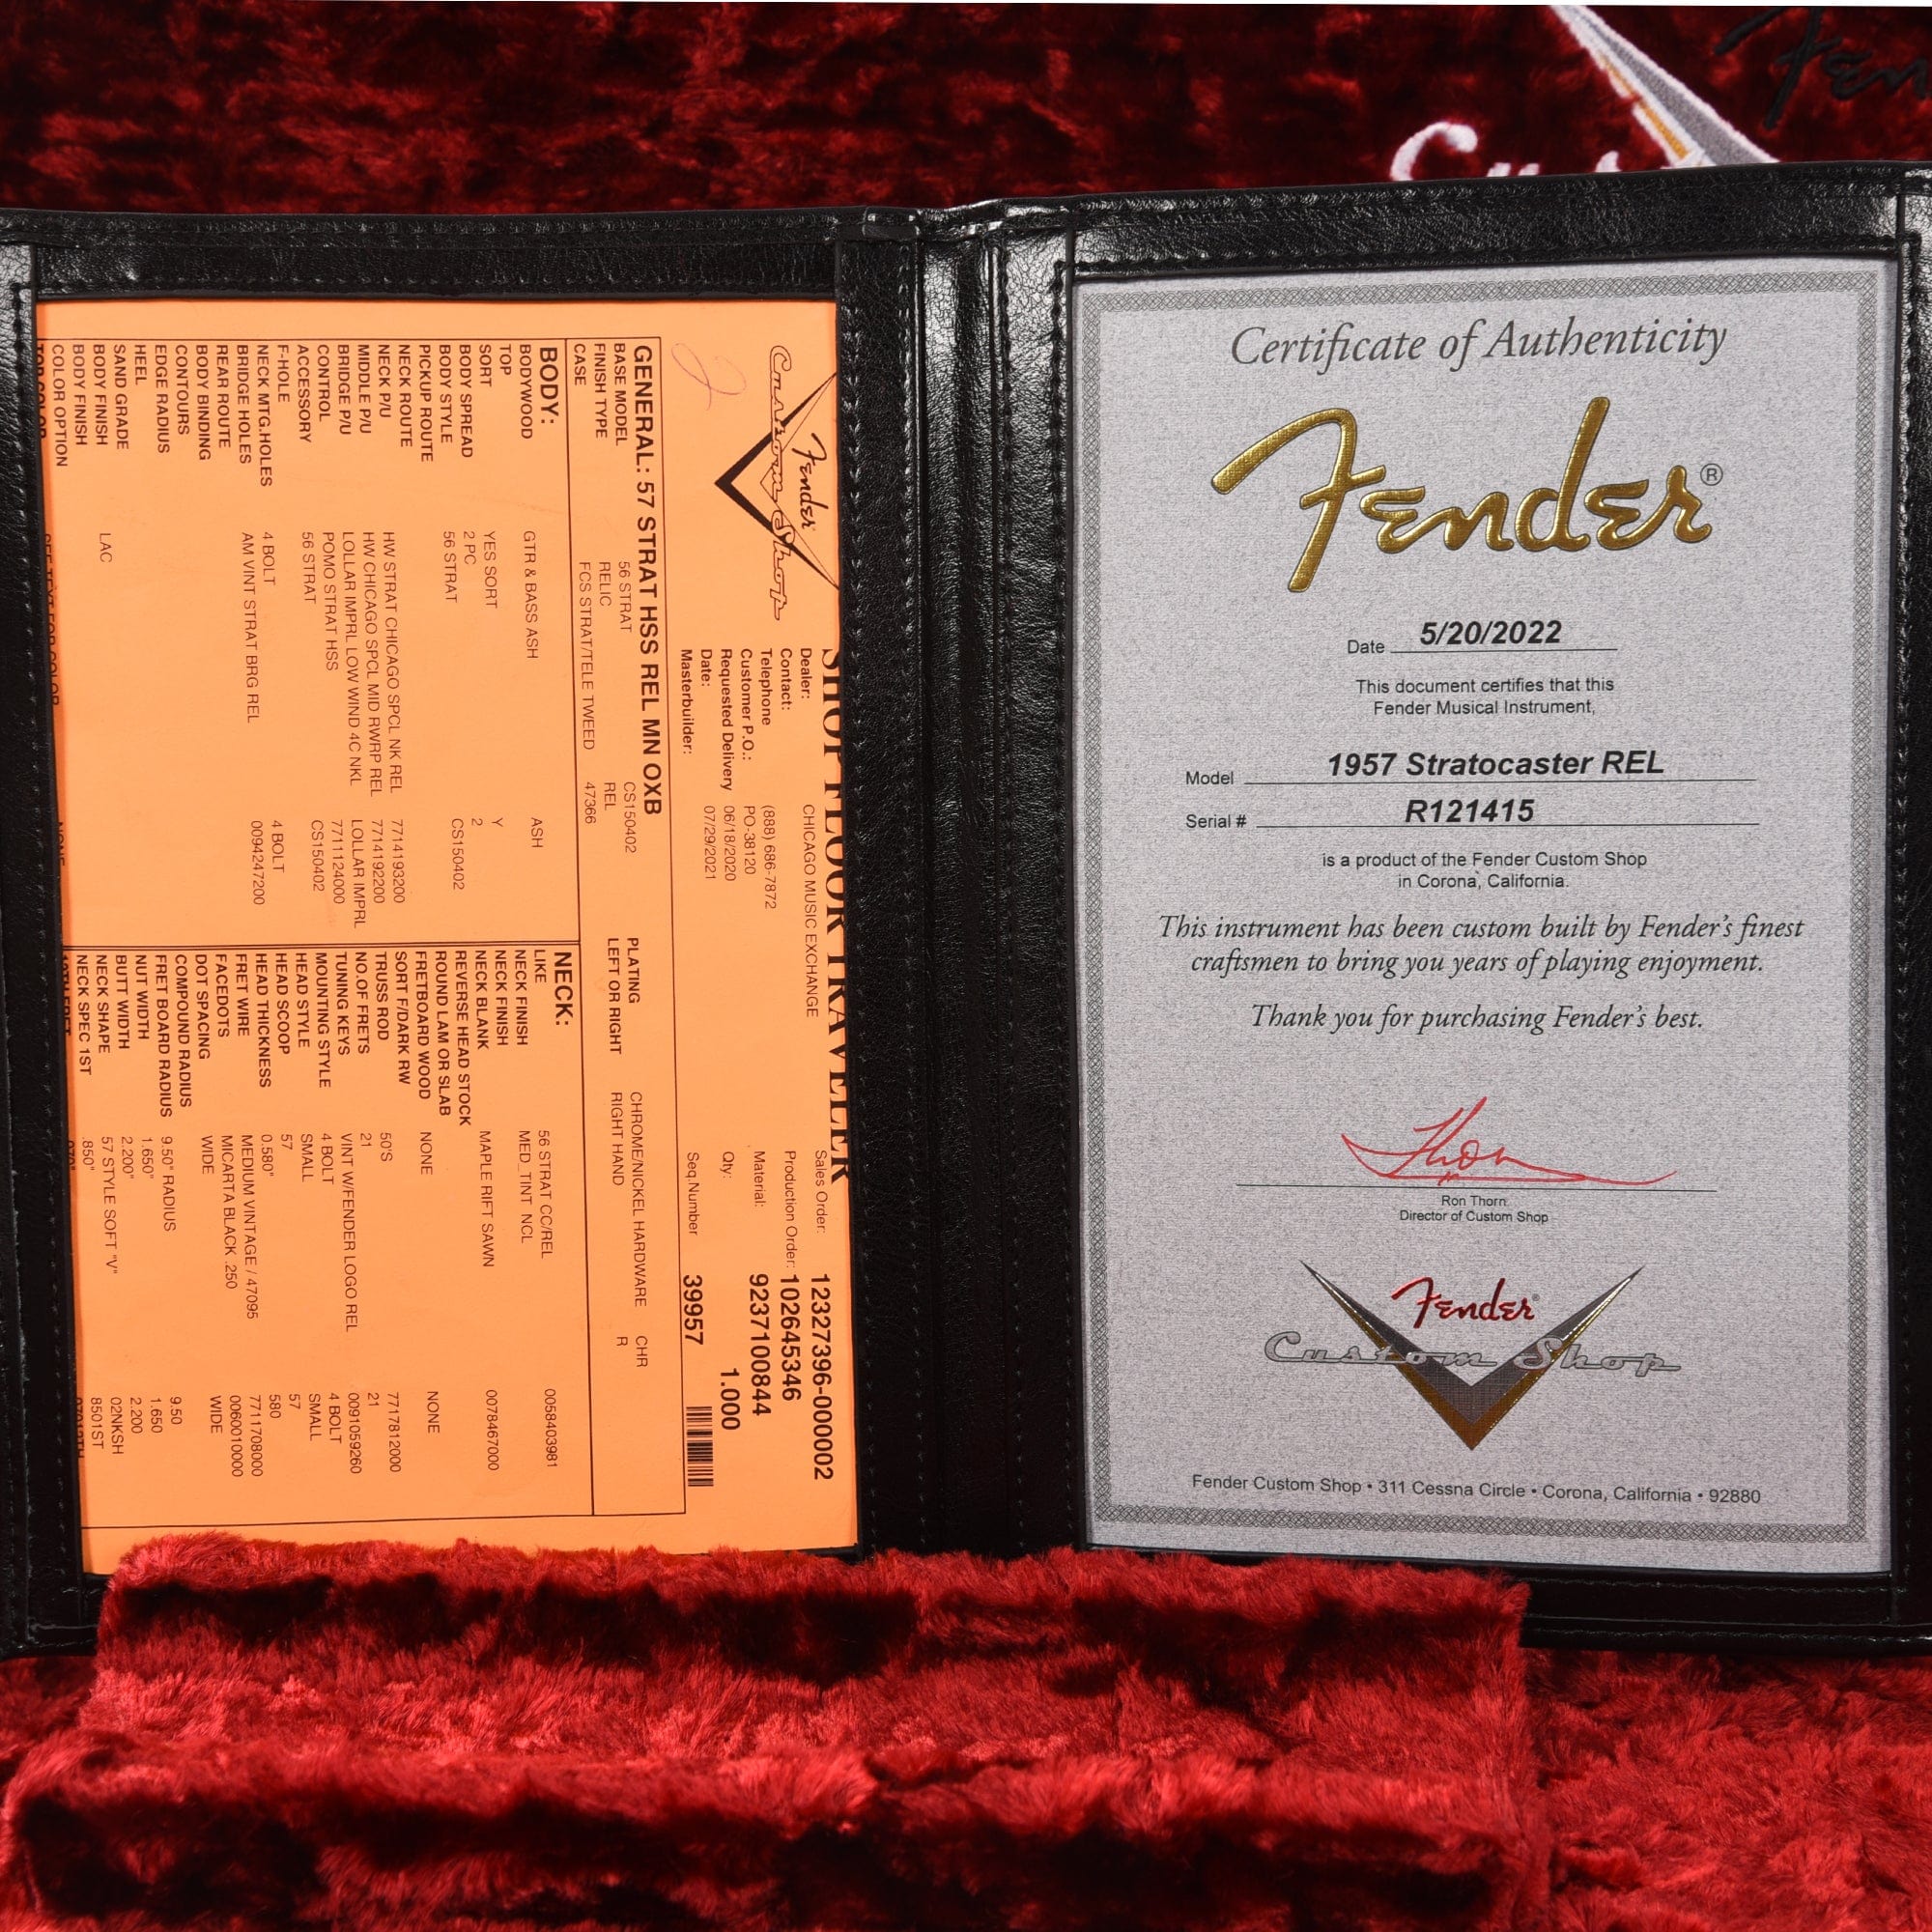 Custom
Fen
Fender
Custom Shop
2
SHOP FLOOR TRAVELER
Dealer: CHICAGO MUSIC EXCHANGE
Contact:
Telephone (888) 686-7872
Customer P.O.: PO-38120
Requested Delivery 06/18/2020
Date: 07/29/2021
Masterbuilder:
Sales Order: 12327396-000002
Production Order: 102645346
Material: 9237100844
Qty: 1.000
Seq.Number 39957
GENERAL: 57 STRAT HSS REL MN OXB
BASE MODEL 56 STRAT CS150402
FINISH TYPE RELIC REL
CASE FCS STRAT/TELE TWEED 47366
PLATING CHROME/NICKEL HARDWARE CHR
LEFT OR RIGHT RIGHT HAND R
BODY:
BODYWOOD GTR & BASS ASH ASH
TOP
SORT YES SORT Y
BODY SPREAD 2 PC 2
BODY STYLE 56 STRAT CS150402
PICKUP ROUTE
NECK ROUTE
NECK P/U HW STRAT CHICAGO SPCL NK REL 7714193200
MIDDLE P/U HW CHICAGO SPCL MID RWRP REL 7714192200
BRIDGE P/U LOLLAR IMPRL LOW WIND 4C NKL LOLLAR IMPRL
CONTROL POMO STRAT HSS 7711124000
ACCESSORY 56 STRAT CS150402
F-HOLE
NECK MTG.HOLES 4 BOLT 4 BOLT
BRIDGE HOLES AM VINT STRAT BRG REL 0094247200
REAR ROUTE
BODY BINDING
CONTOURS
EDGE RADIUS
HEEL
SAND GRADE
BODY FINISH LAC
BODY FINISH
COLOR OPTION
TOP COLOR SEE TEXT FOR COLOR NONE
NECK:
LIKE 56 STRAT CC/REL 0058403981
NECK FINISH MED_TINT_NCL
NECK FINISH
NECK BLANK MAPLE RIFT SAWN 0078467000
REVERSE HEAD STOCK
ROUND LAM OR SLAB
FRETBOARD WOOD NONE NONE
SORT F/DARK RW
TRUSS ROD 50'S 7717812000
NO.OF FRETS 21 21
TUNING KEYS VINT W/FENDER LOGO REL 0091059260
MOUNTING STYLE 4 BOLT 4 BOLT
HEAD STYLE SMALL SMALL
HEAD SCOOP 57 57
HEAD THICKNESS 0.580" 580
FRET WIRE MEDIUM VINTAGE / 47095 7711708000
FACEDOTS MICARTA BLACK .250 0060010000
DOT SPACING WIDE WIDE
COMPOUND RADIUS
FRET BOARD RADIUS 9.50" RADIUS 9.50
NUT WIDTH 1.650" 1.650
BUTT WIDTH 2.200" 2.200
NECK SHAPE 57 STYLE SOFT "V" 02NKSH
NECK SPEC 1ST .850" 8501ST
Certificate of Authenticity
Fender®
Date 5/20/2022
This document certifies that this
Fender Musical Instrument,
Model 1957 Stratocaster REL
Serial # R121415
is a product of the Fender Custom Shop
in Corona, California.
This instrument has been custom built by Fender's finest
craftsmen to bring you years of playing enjoyment.
Thank you for purchasing Fender's best.
Ron Thorn
Director of Custom Shop
Fender®
Custom Shop
Fender Custom Shop • 311 Cessna Circle • Corona, California • 92880